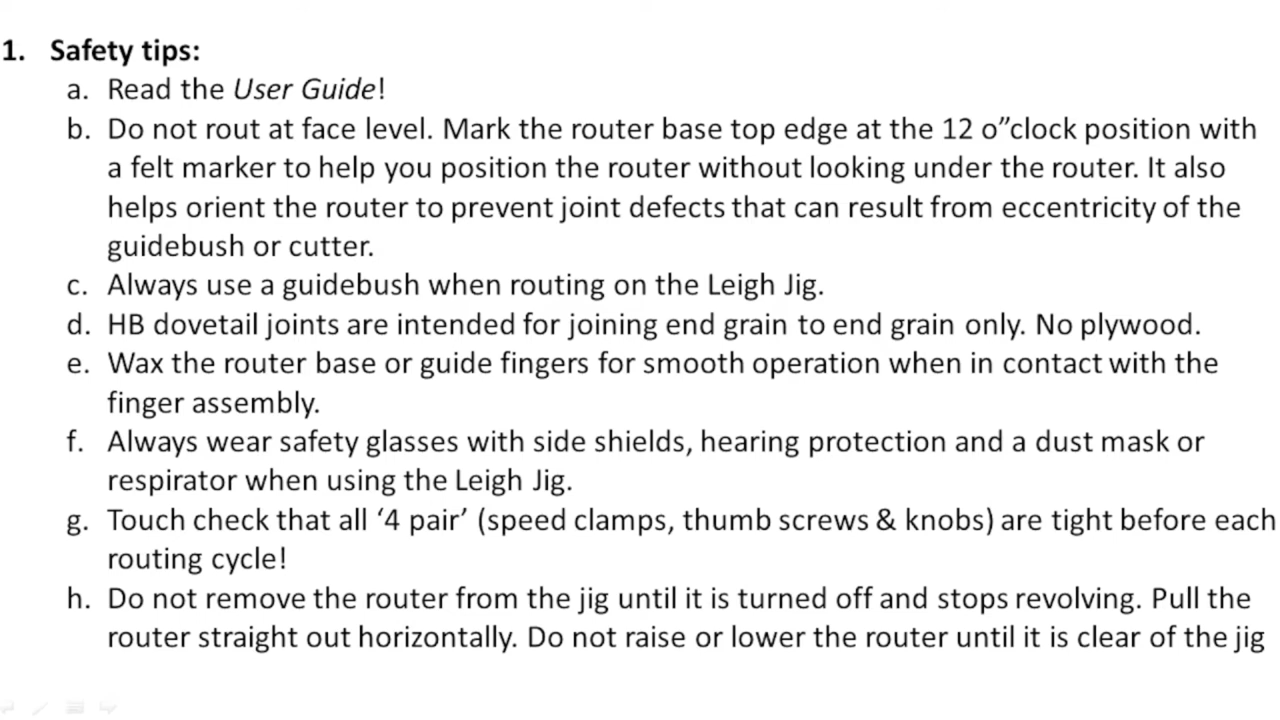 1. Safety tips:
a. Read the User Guide!
b. Do not rout at face level. Mark the router base top edge at the 12 o”clock position with
a felt marker to help you position the router without looking under the router. It also
helps orient the router to prevent joint defects that can result from eccentricity of the
guidebush or cutter.
c. Always use a guidebush when routing on the Leigh Jig.
d. HB dovetail joints are intended for joining end grain to end grain only. No plywood.
e. Wax the router base or guide fingers for smooth operation when in contact with the
finger assembly.
f. Always wear safety glasses with side shields, hearing protection and a dust mask or
respirator when using the Leigh Jig.
g. Touch check that all ‘4 pair’ (speed clamps, thumb screws & knobs) are tight before each
routing cycle!
h. Do not remove the router from the jig until it is turned off and stops revolving. Pull the
router straight out horizontally. Do not raise or lower the router until it is clear of the jig